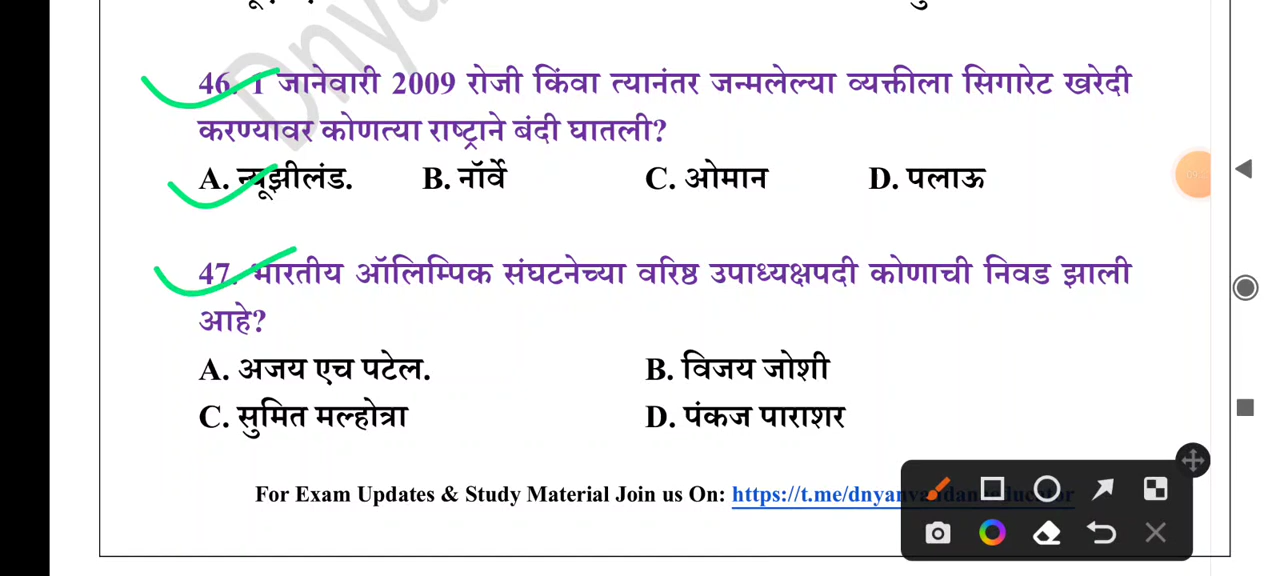 Dnya
46. 1 जानेवारी 2009 रोजी किंवा त्यानंतर जन्मलेल्या व्यक्तीला सिगारेट खरेदी
करण्यावर कोणत्या राष्ट्राने बंदी घातली?
A. न्यूझीलंड. B. नॉर्वे C. ओमान D. पलाऊ
47. भारतीय ऑलिम्पिक संघटनेच्या वरिष्ठ उपाध्यक्षपदी कोणाची निवड झाली
आहे?
A. अजय एच पटेल. B. विजय जोशी
C. सुमित मल्होत्रा D. पंकज पाराशर
For Exam Updates & Study Material Join us On: https://t.me/dnyanvandaneducator